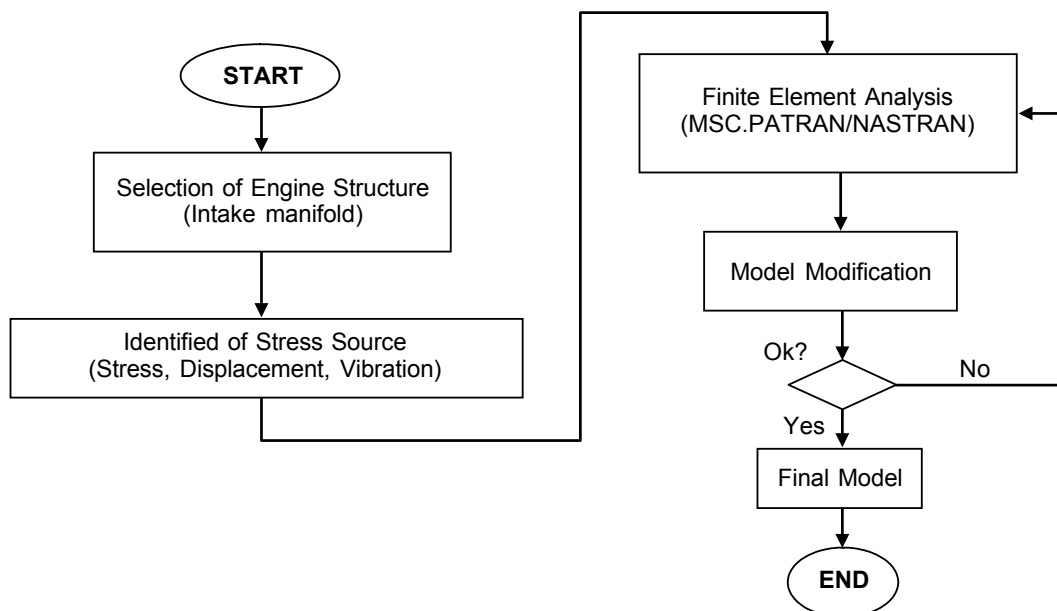 START
Selection of Engine Structure
(Intake manifold)
Identified of Stress Source
(Stress, Displacement, Vibration)
Finite Element Analysis
(MSC.PATRAN/NASTRAN)
Model Modification
Ok?
No
Yes
Final Model
END